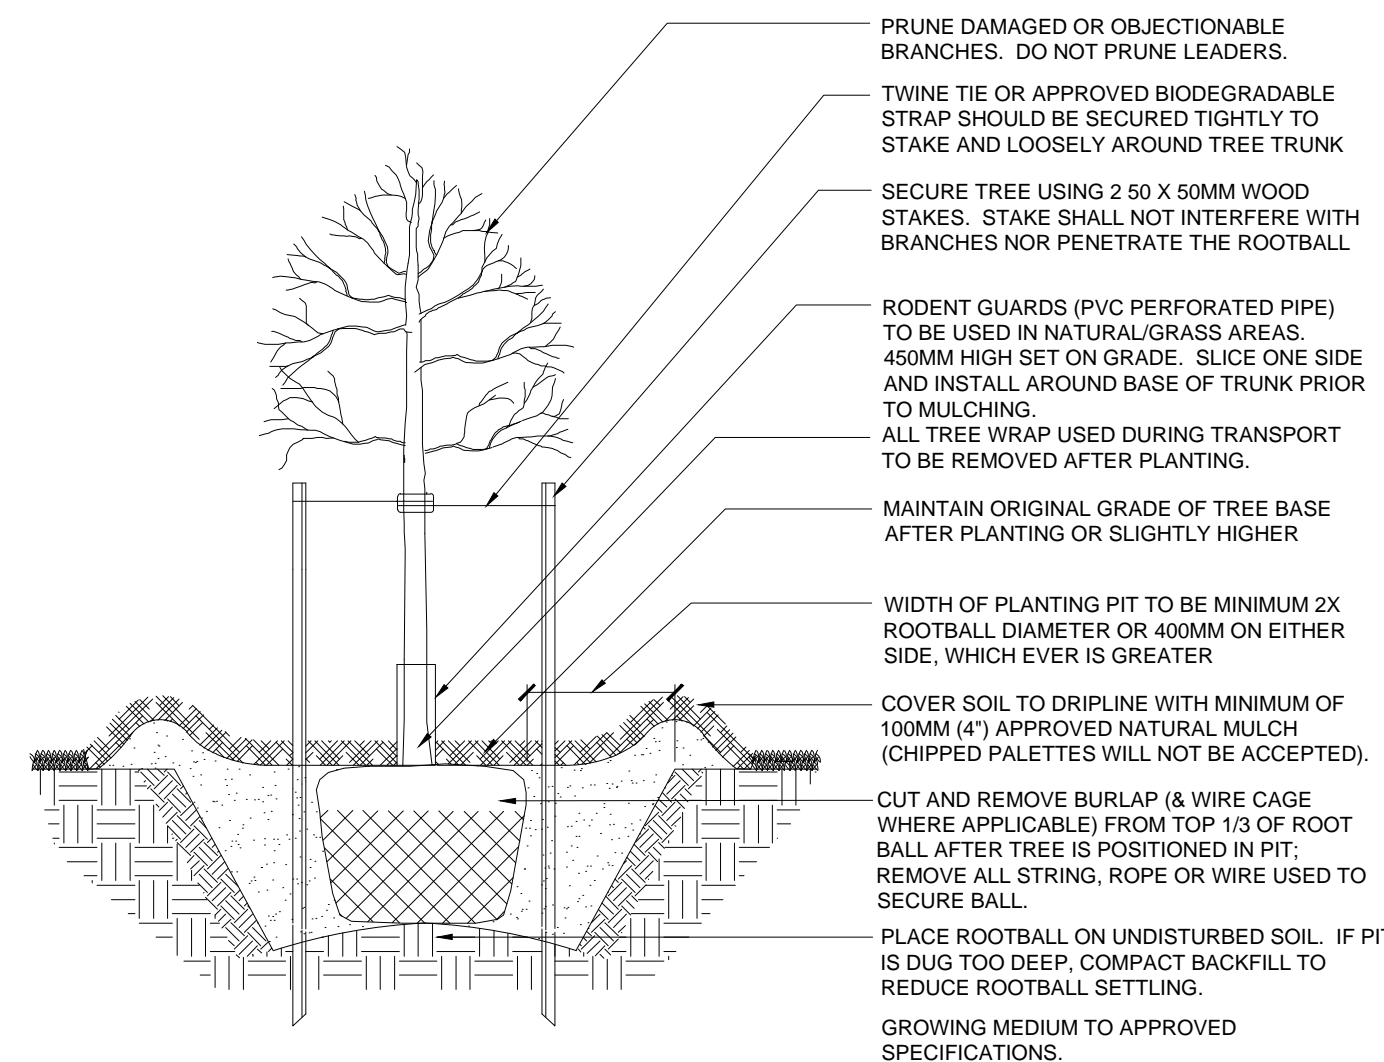 PRUNE DAMAGED OR OBJECTIONABLE
BRANCHES. DO NOT PRUNE LEADERS.
TWINE TIE OR APPROVED BIODEGRADABLE
STRAP SHOULD BE SECURED TIGHTLY TO
STAKE AND LOOSELY AROUND TREE TRUNK
SECURE TREE USING 2 50 X 50MM WOOD
STAKES. STAKE SHALL NOT INTERFERE WITH
BRANCHES NOR PENETRATE THE ROOTBALL
RODENT GUARDS (PVC PERFORATED PIPE)
TO BE USED IN NATURAL/GRASS AREAS.
450MM HIGH SET ON GRADE. SLICE ONE SIDE
AND INSTALL AROUND BASE OF TRUNK PRIOR
TO MULCHING.
ALL TREE WRAP USED DURING TRANSPORT
TO BE REMOVED AFTER PLANTING.
MAINTAIN ORIGINAL GRADE OF TREE BASE
AFTER PLANTING OR SLIGHTLY HIGHER
WIDTH OF PLANTING PIT TO BE MINIMUM 2X
ROOTBALL DIAMETER OR 400MM ON EITHER
SIDE, WHICH EVER IS GREATER
COVER SOIL TO DRIPLINE WITH MINIMUM OF
100MM (4") APPROVED NATURAL MULCH
(CHIPPED PALETTES WILL NOT BE ACCEPTED).
CUT AND REMOVE BURLAP (& WIRE CAGE
WHERE APPLICABLE) FROM TOP 1/3 OF ROOT
BALL AFTER TREE IS POSITIONED IN PIT;
REMOVE ALL STRING, ROPE OR WIRE USED TO
SECURE BALL.
PLACE ROOTBALL ON UNDISTURBED SOIL. IF PIT
IS DUG TOO DEEP, COMPACT BACKFILL TO
REDUCE ROOTBALL SETTLING.
GROWING MEDIUM TO APPROVED
SPECIFICATIONS.